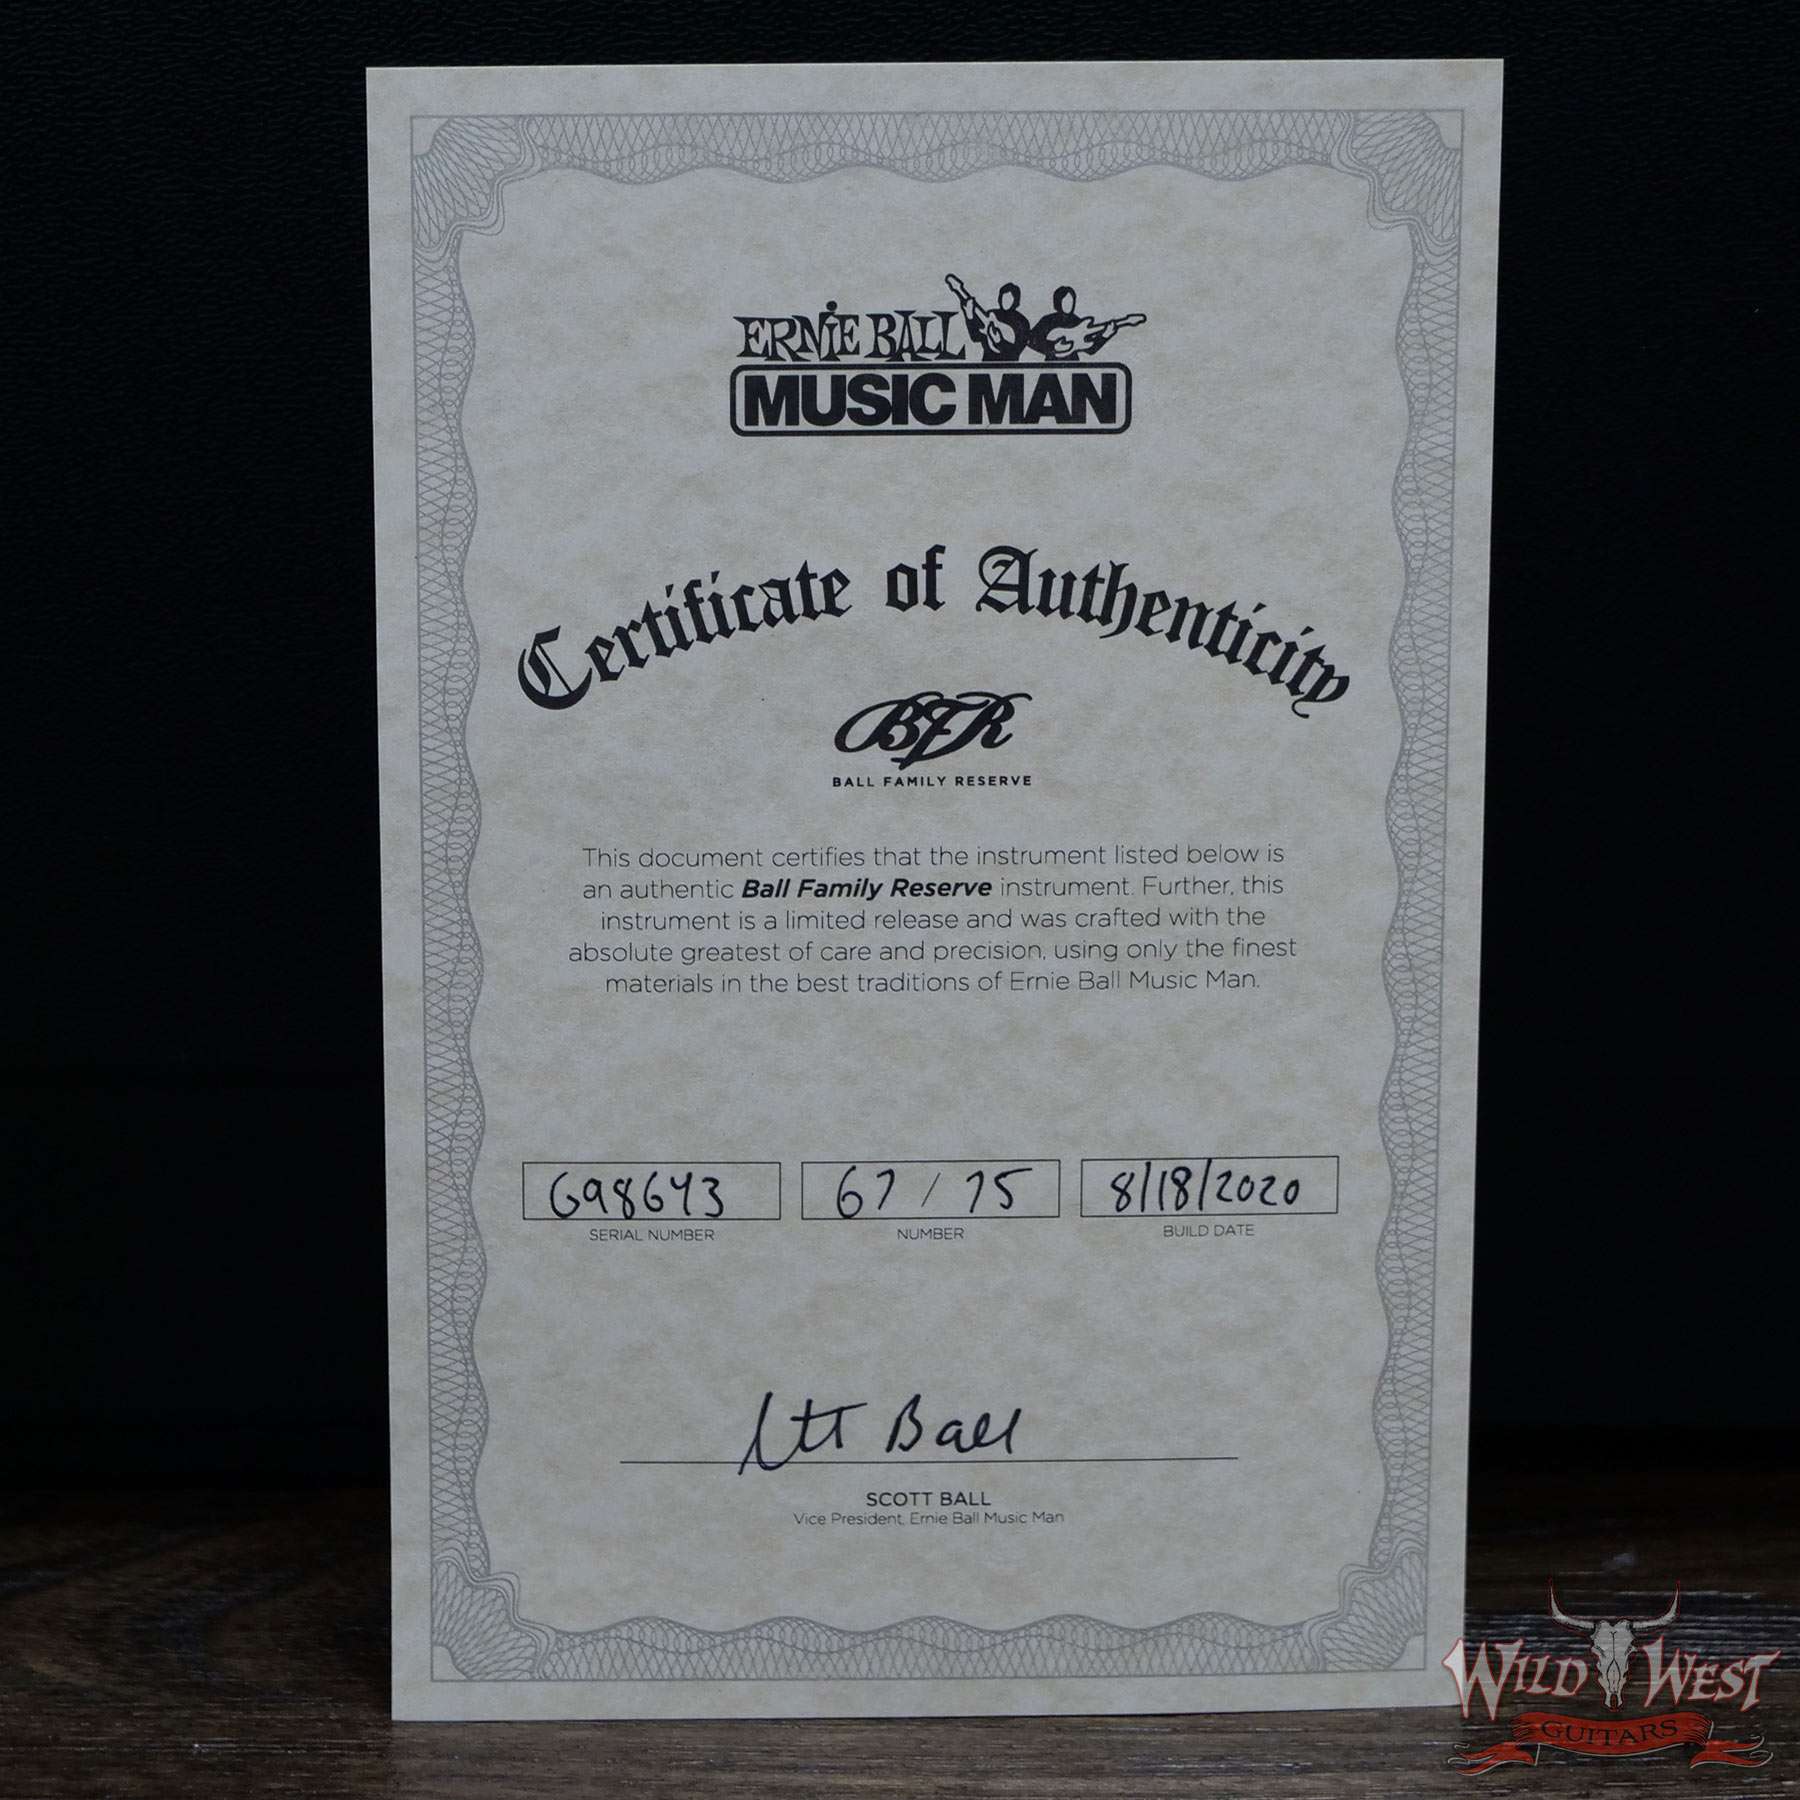 ERNIE BALL
MUSIC MAN
Certificate of Authenticity
BFR
BALL FAMILY RESERVE
This document certifies that the instrument listed below is
an authentic Ball Family Reserve instrument. Further, this
instrument is a limited release and was crafted with the
absolute greatest of care and precision, using only the finest
materials in the best traditions of Ernie Ball Music Man.
G98643 67 / 75 8/18/2020
SERIAL NUMBER NUMBER BUILD DATE
Scott Ball
SCOTT BALL
Vice President, Ernie Ball Music Man
WILD WEST
GUITARS